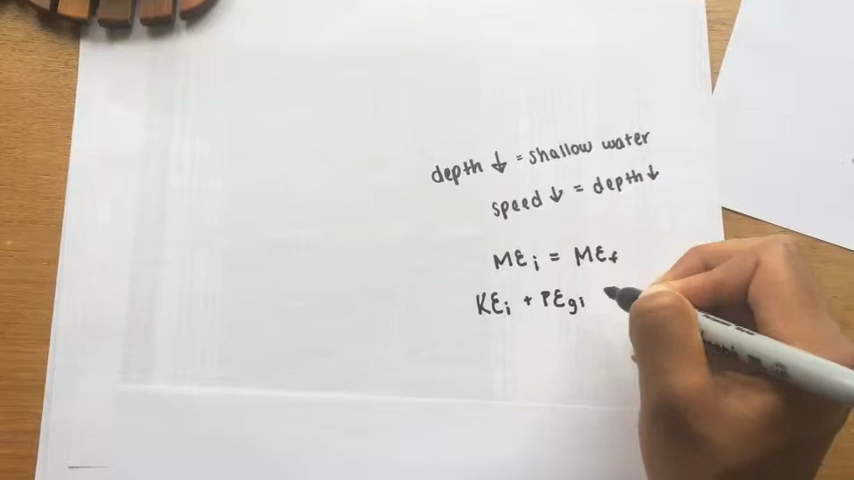 depth ↓ = shallow water
speed ↓ = depth ↓
MEi = MEf
KEi + PEgi